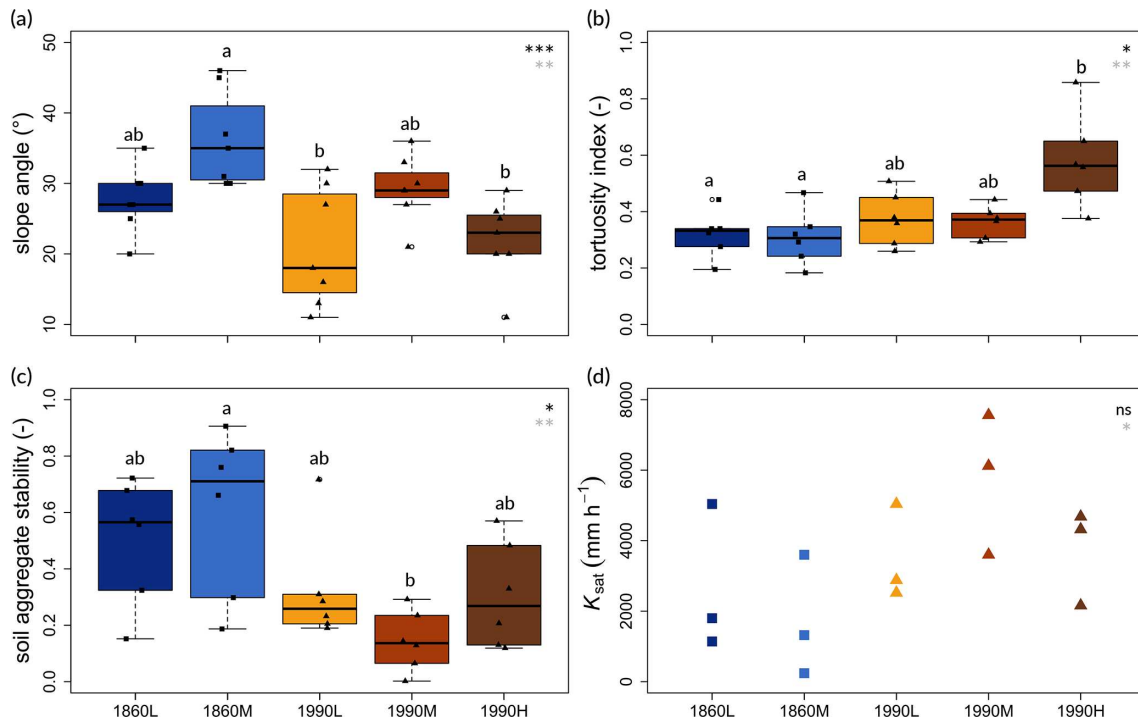 (a)
slope angle (°)
50
40
30
20
10
ab
a
b
ab
b
***
**
(b)
tortuosity index (-)
1.0
0.8
0.6
0.4
0.2
0.0
a
a
ab
ab
b
*
**
(c)
soil aggregate stability (-)
1.0
0.8
0.6
0.4
0.2
0.0
ab
a
ab
b
ab
*
**
1860L 1860M 1990L 1990M 1990H
(d)
Ksat (mm h⁻¹)
8000
6000
4000
2000
0
ns
*
1860L 1860M 1990L 1990M 1990H